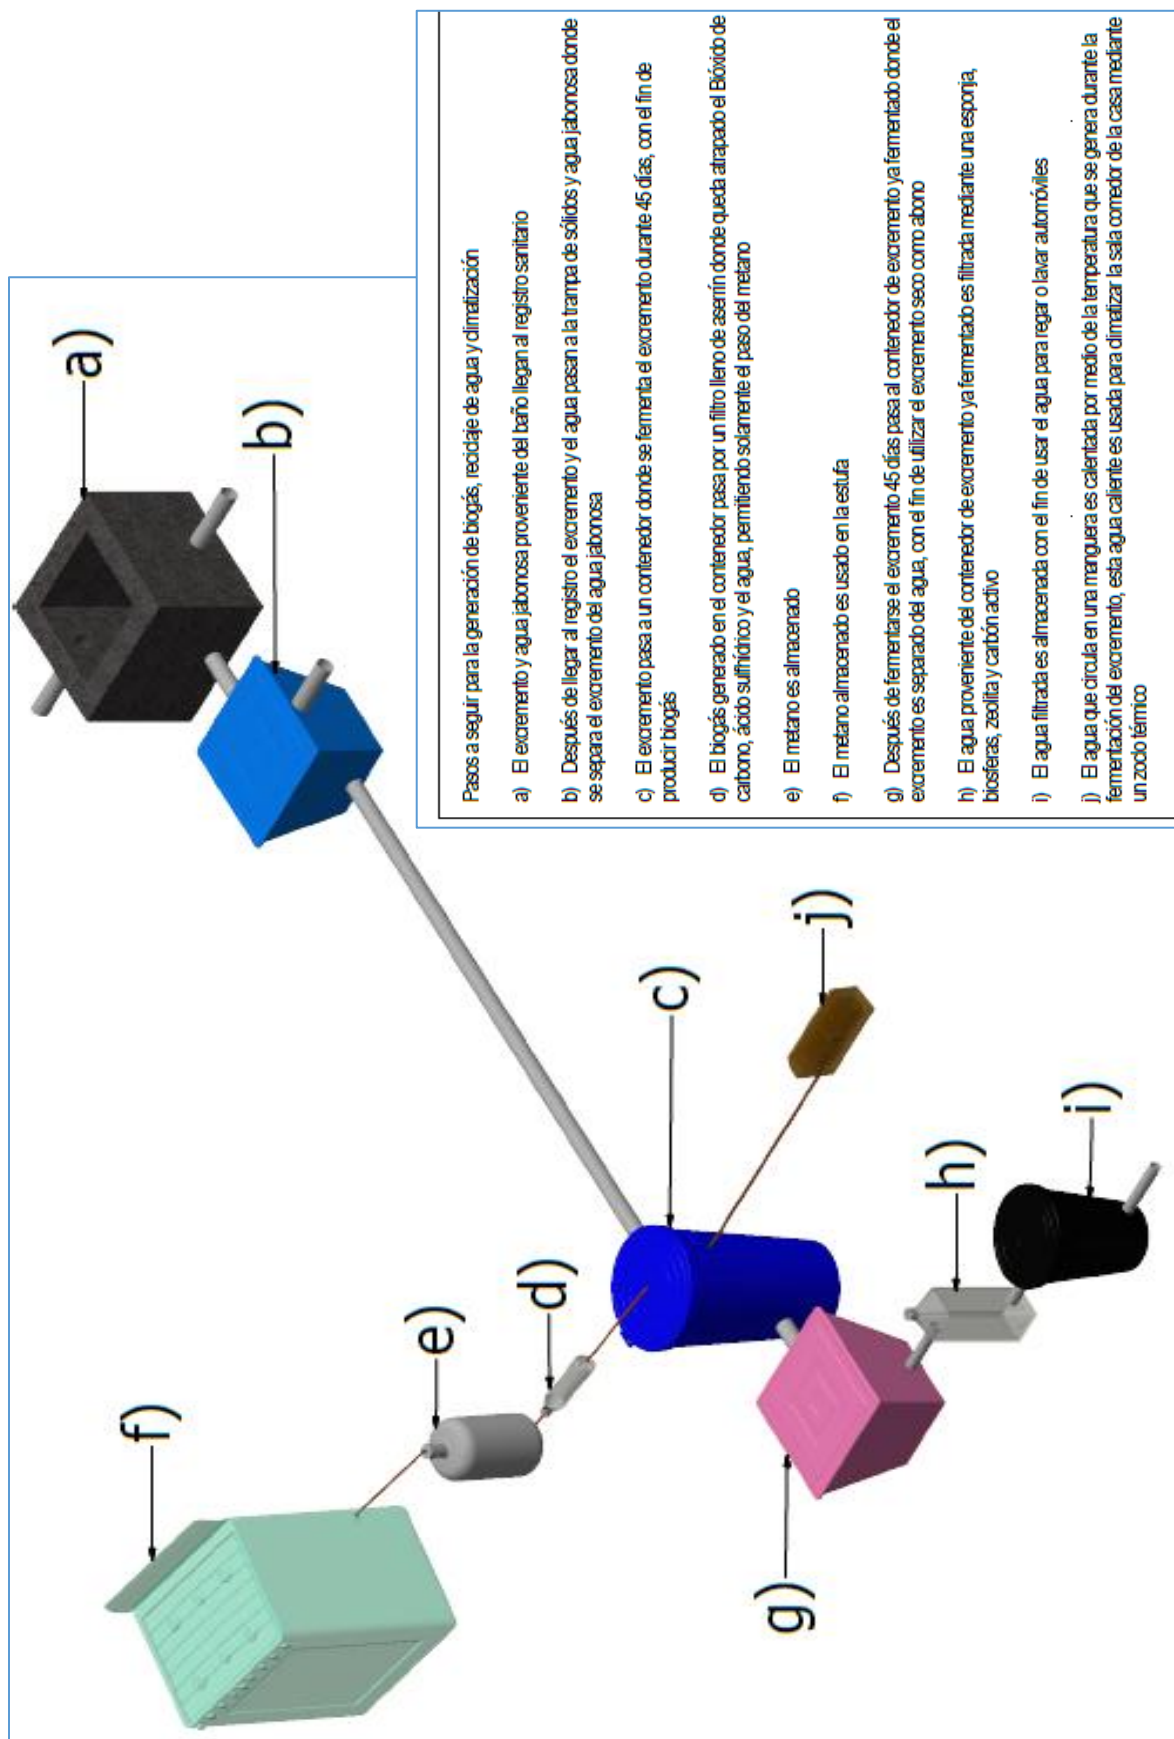 Pasos a seguir para la generación de biogás, reciclaje de agua y climatización
a) El excremento y agua jabonosa proveniente del baño llegan al registro sanitario
b) Después de llegar al registro el excremento y el agua pasan a la trampa de sólidos y agua jabonosa donde
se separa el excremento del agua jabonosa
c) El excremento pasa a un contenedor donde se fermenta el excremento durante 45 días, con el fin de
producir biogás
d) El biogás generado en el contenedor pasa por un filtro lleno de aserrín donde queda atrapado el Bióxido de
carbono, ácido sulfhídrico y el agua, permitiendo solamente el paso del metano
e) El metano es almacenado
f) El metano almacenado es usado en la estufa
g) Después de fermentarse el excremento 45 días pasa al contenedor de excremento ya fermentado donde el
excremento es separado del agua, con el fin de utilizar el excremento seco como abono
h) El agua proveniente del contenedor de excremento ya fermentado es filtrada mediante una esponja,
biosferas, zeolita y carbón activo
i) El agua filtrada es almacenada con el fin de usar el agua para regar o lavar automóviles
j) El agua que circula en una manguera es calentada por medio de la temperatura que se genera durante la
fermentación del excremento, esta agua caliente es usada para climatizar la sala comedor de la casa mediante
un zoclo térmico
a)
b)
c)
d)
e)
f)
g)
h)
i)
j)